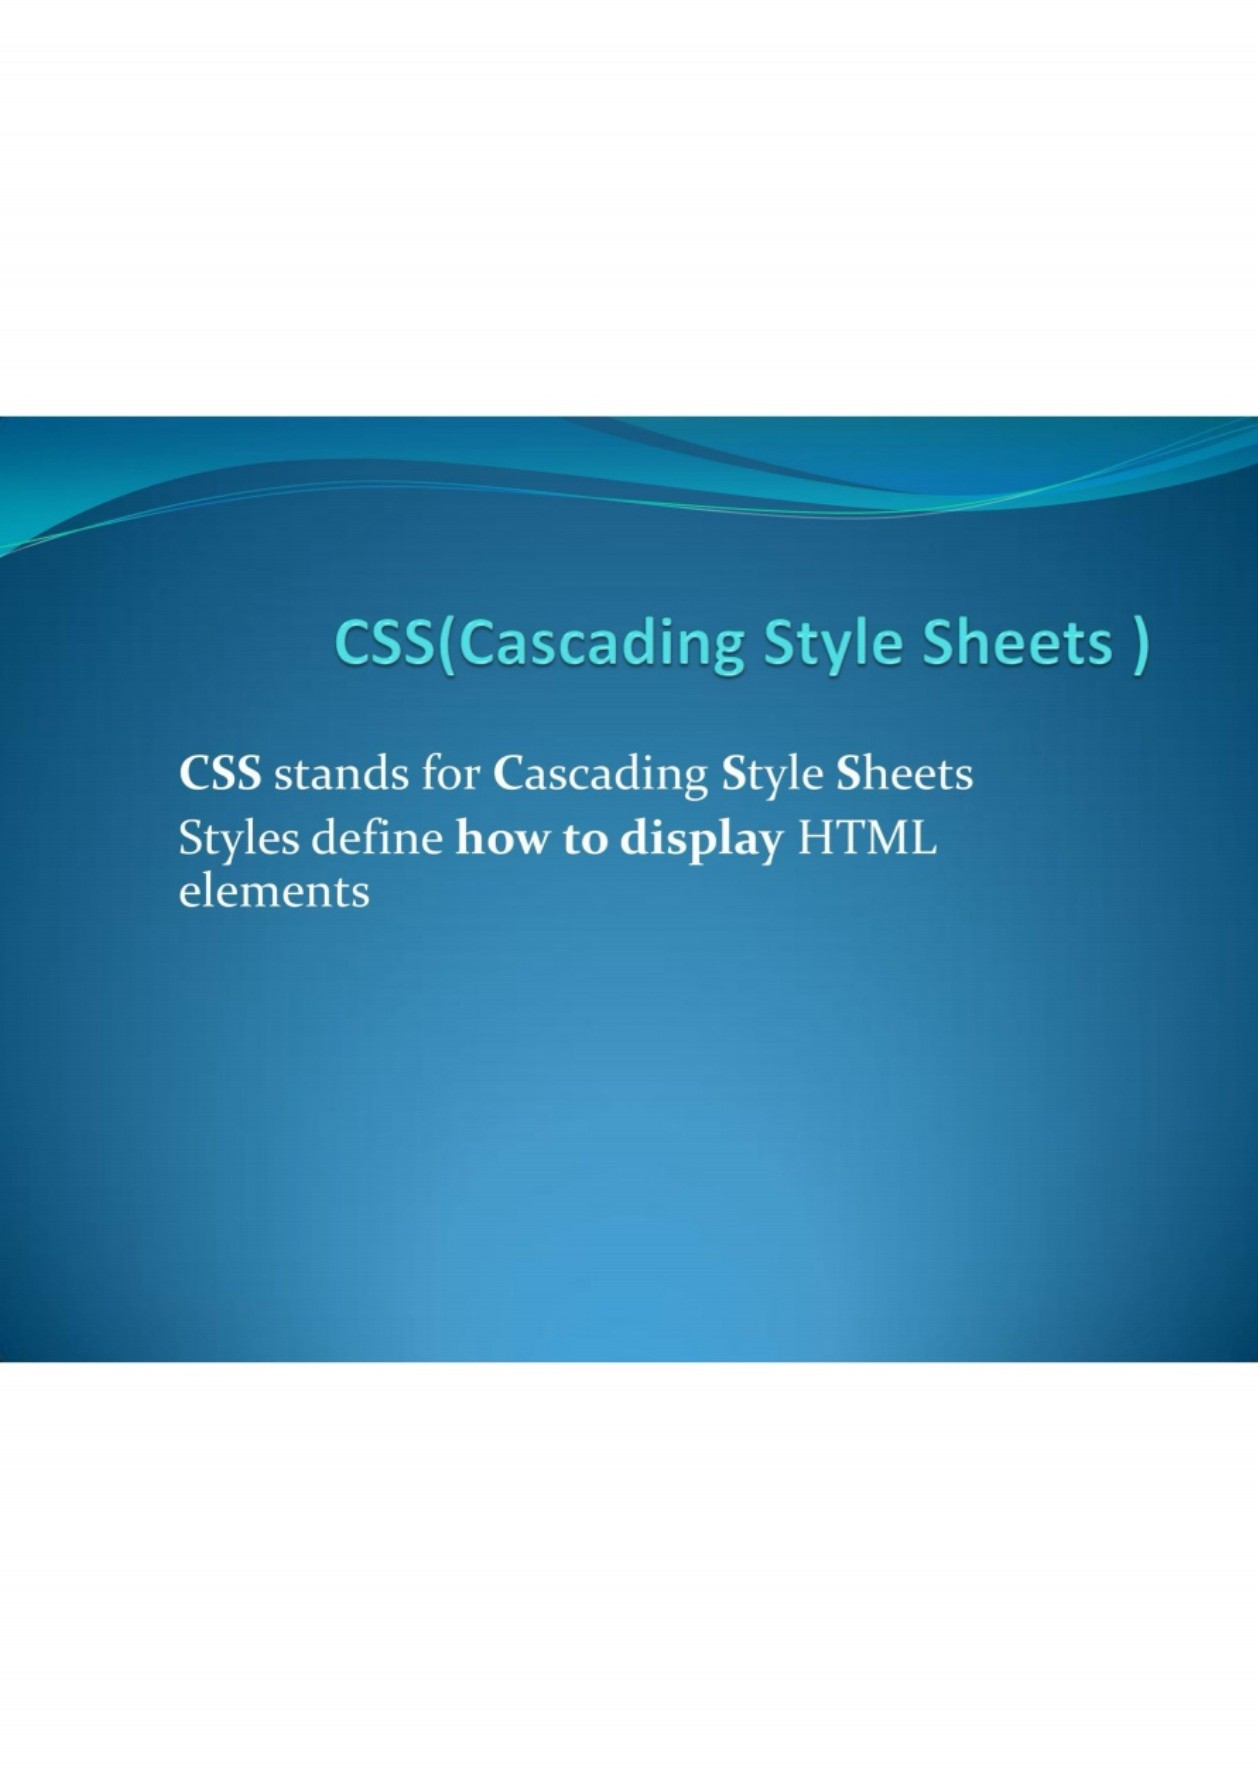 CSS(Cascading Style Sheets )
CSS stands for Cascading Style Sheets
Styles define how to display HTML
elements